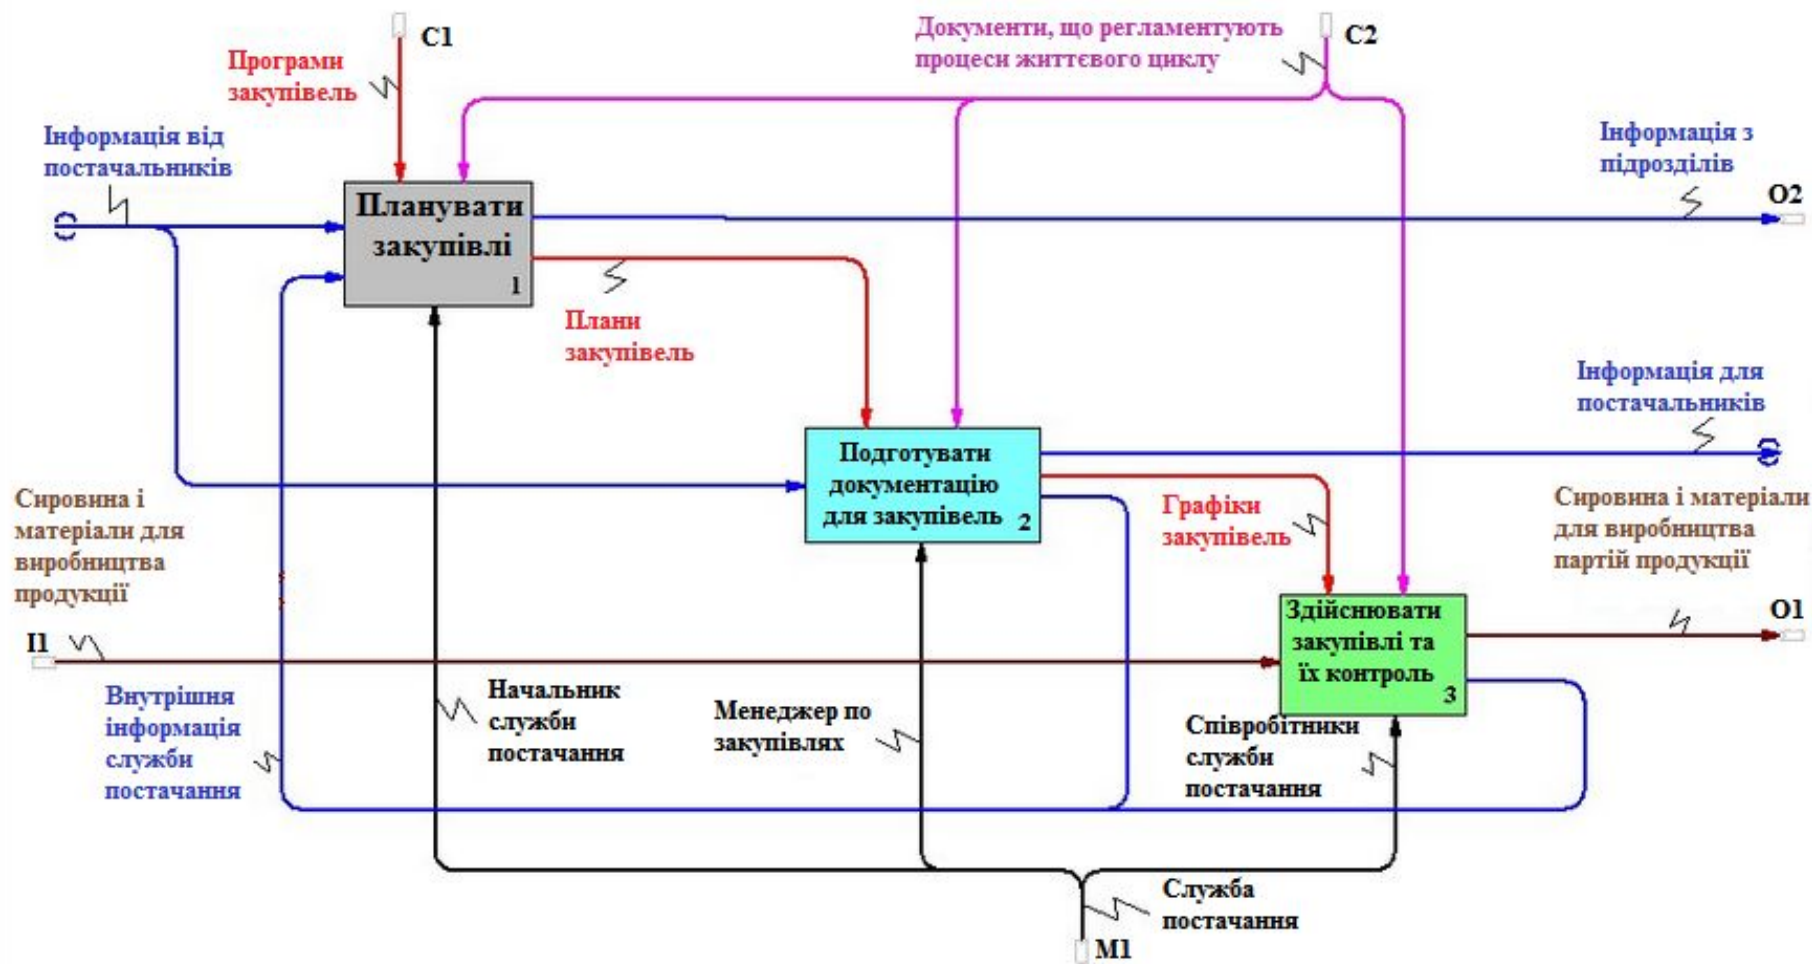 C1
Програми
закупівель
Документи, що регламентують
процеси життєвого циклу
C2
Інформація від
постачальників
Інформація з
підрозділів
O2
Планувати
закупівлі
1
Плани
закупівель
Інформація для
постачальників
Подготувати
документацію
для закупівель
2
Графіки
закупівель
Сировина і
матеріали для
виробництва
продукції
Сировина і матеріали
для виробництва
партій продукції
I1
O1
Здійснювати
закупівлі та
їх контроль
3
Внутрішня
інформація
служби
постачання
Начальник
служби
постачання
Менеджер по
закупівлях
Співробітники
служби
постачання
Служба
постачання
M1